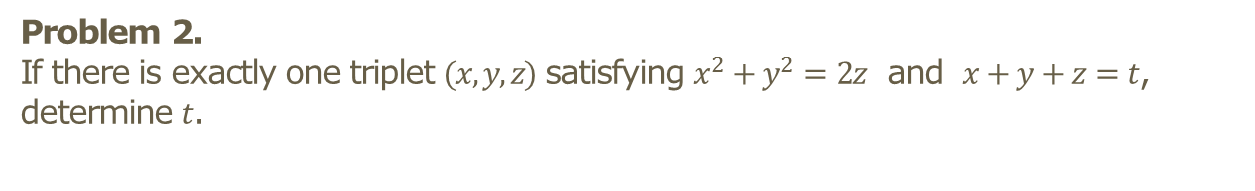 Problem 2.
If there is exactly one triplet (x, y, z) satisfying x² + y² = 2z and x + y + z = t,
determine t.